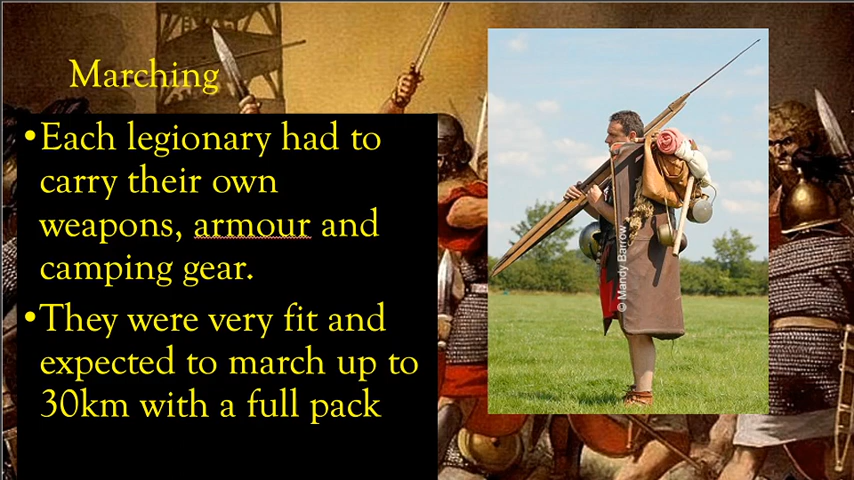 Marching
•Each legionary had to
carry their own
weapons, armour and
camping gear.
•They were very fit and
expected to march up to
30km with a full pack
© Mandy Barrow